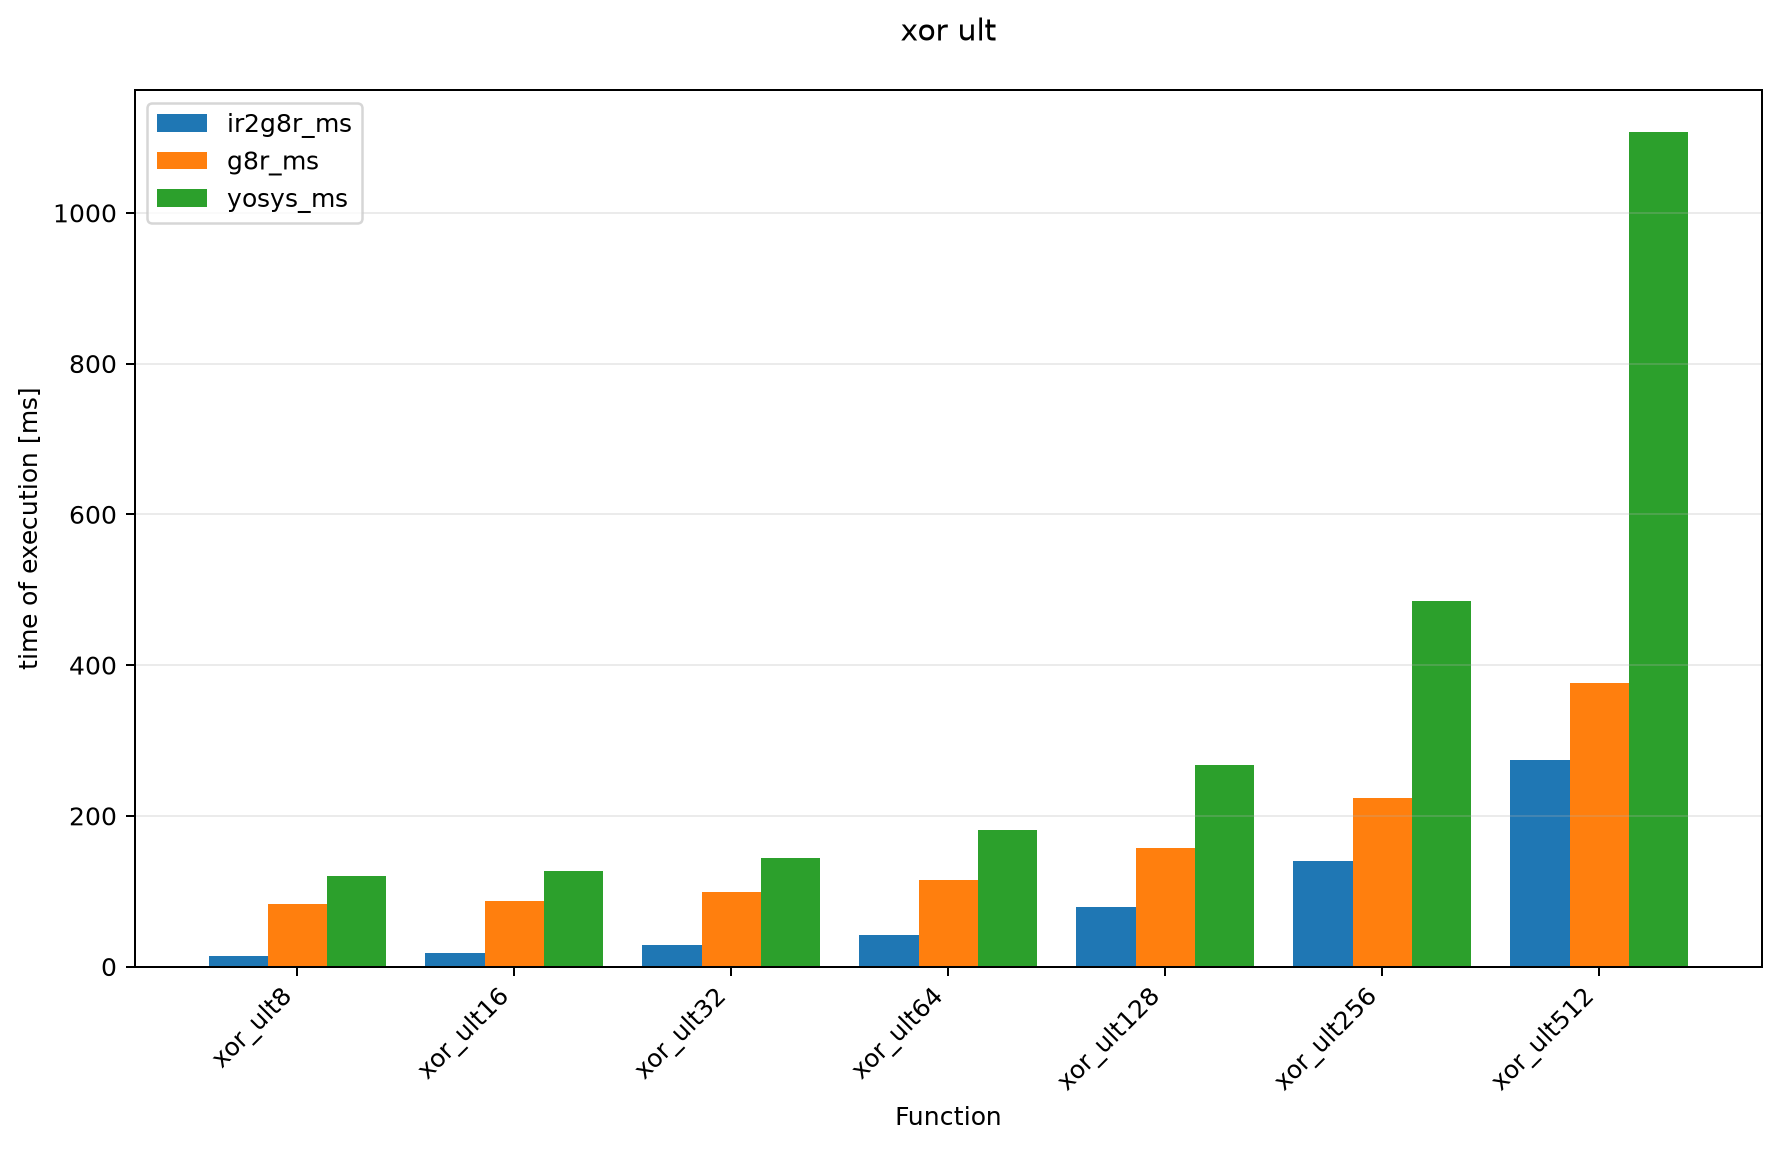 xor ult
ir2g8r_ms
g8r_ms
yosys_ms
time of execution [ms]
1000
800
600
400
200
0
xor_ult8
xor_ult16
xor_ult32
xor_ult64
xor_ult128
xor_ult256
xor_ult512
Function